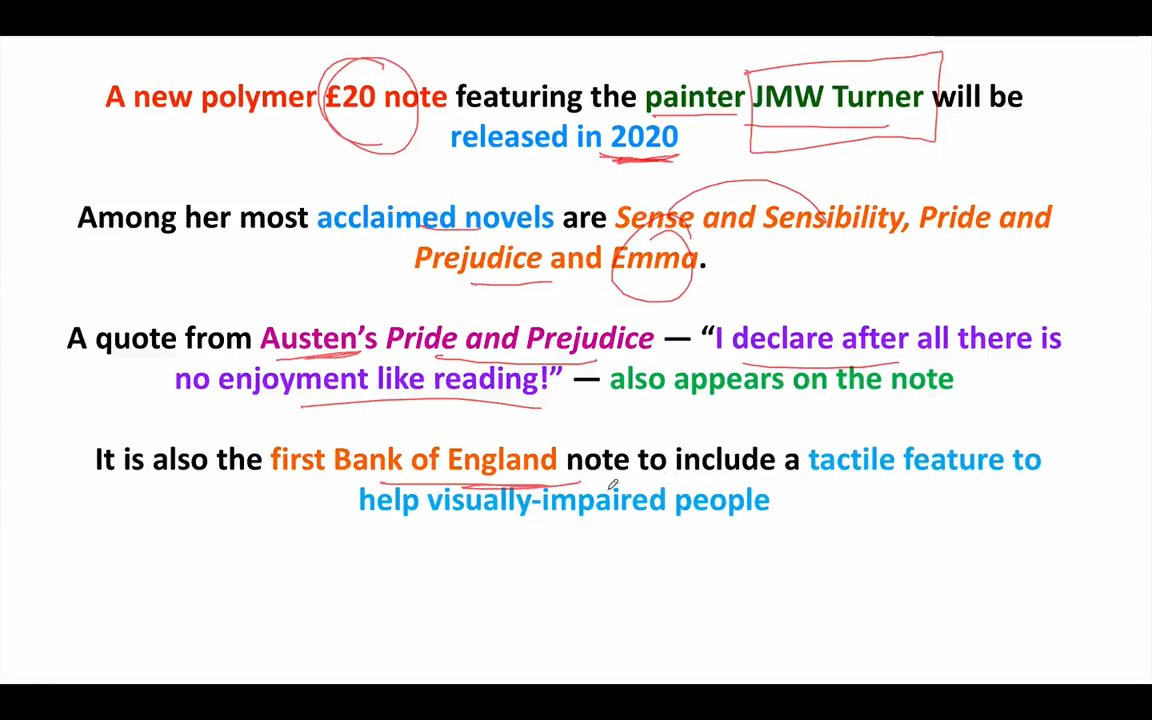 A new polymer £20 note featuring the painter JMW Turner will be
released in 2020
Among her most acclaimed novels are Sense and Sensibility, Pride and
Prejudice and Emma.
A quote from Austen’s Pride and Prejudice — “I declare after all there is
no enjoyment like reading!” — also appears on the note
It is also the first Bank of England note to include a tactile feature to
help visually-impaired people